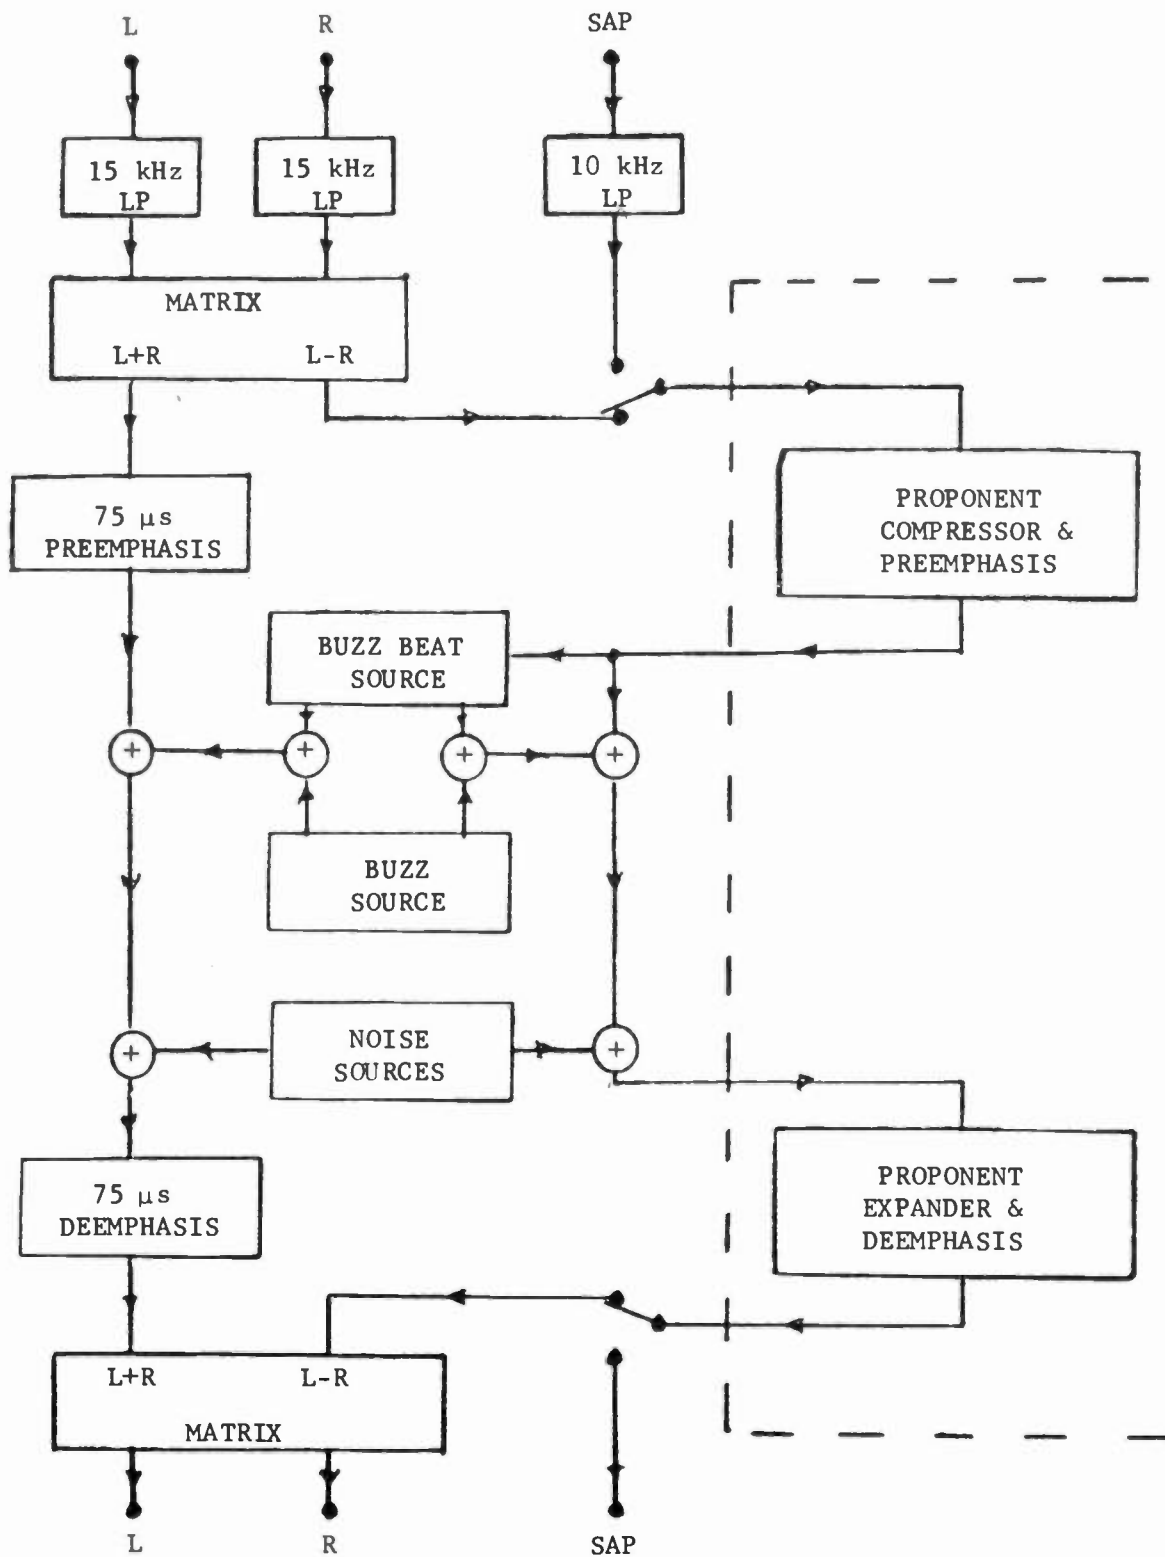 L
R
SAP
15 kHz
LP
15 kHz
LP
10 kHz
LP
MATRIX
L+R
L-R
75 μs
PREEMPHASIS
PROPONENT
COMPRESSOR &
PREEMPHASIS
BUZZ BEAT
SOURCE
+
+
+
+
BUZZ
SOURCE
+
NOISE
SOURCES
+
75 μs
DEEMPHASIS
PROPONENT
EXPANDER &
DEEMPHASIS
L+R
L-R
MATRIX
L
R
SAP